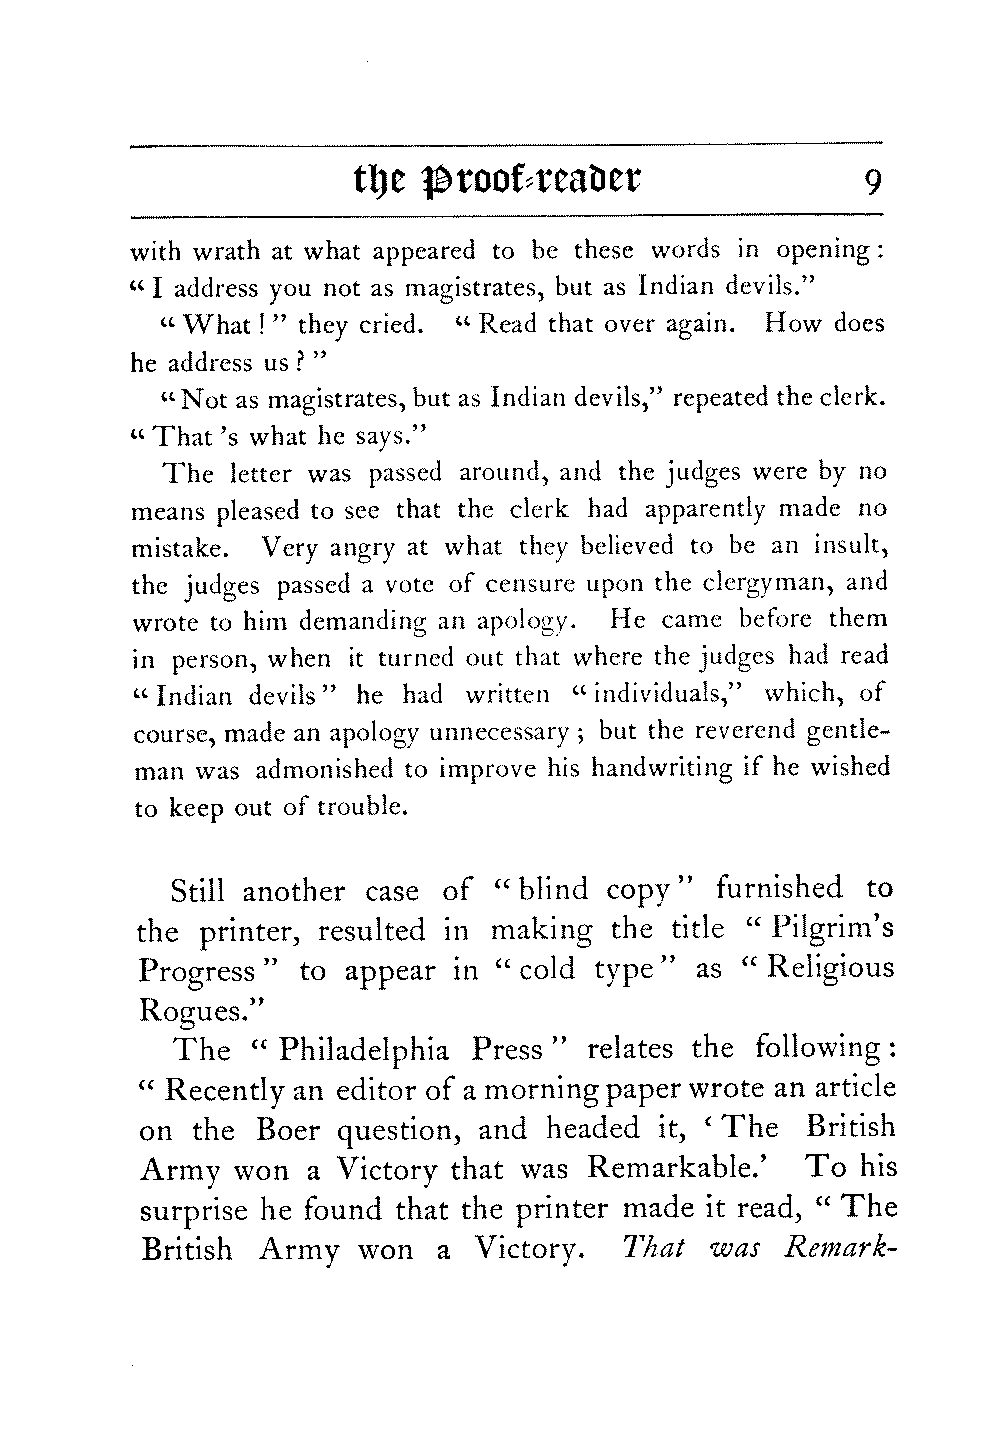 the Proof-reader 9
with wrath at what appeared to be these words in opening:
“I address you not as magistrates, but as Indian devils.”
“What!” they cried. “Read that over again. How does
he address us?”
“Not as magistrates, but as Indian devils,” repeated the clerk.
“That 's what he says.”
The letter was passed around, and the judges were by no
means pleased to see that the clerk had apparently made no
mistake. Very angry at what they believed to be an insult,
the judges passed a vote of censure upon the clergyman, and
wrote to him demanding an apology. He came before them
in person, when it turned out that where the judges had read
“Indian devils” he had written “individuals,” which, of
course, made an apology unnecessary; but the reverend gentle-
man was admonished to improve his handwriting if he wished
to keep out of trouble.
Still another case of “blind copy” furnished to
the printer, resulted in making the title “Pilgrim's
Progress” to appear in “cold type” as “Religious
Rogues.”
The “Philadelphia Press” relates the following:
“Recently an editor of a morning paper wrote an article
on the Boer question, and headed it, ‘The British
Army won a Victory that was Remarkable.’ To his
surprise he found that the printer made it read, “The
British Army won a Victory. That was Remark-